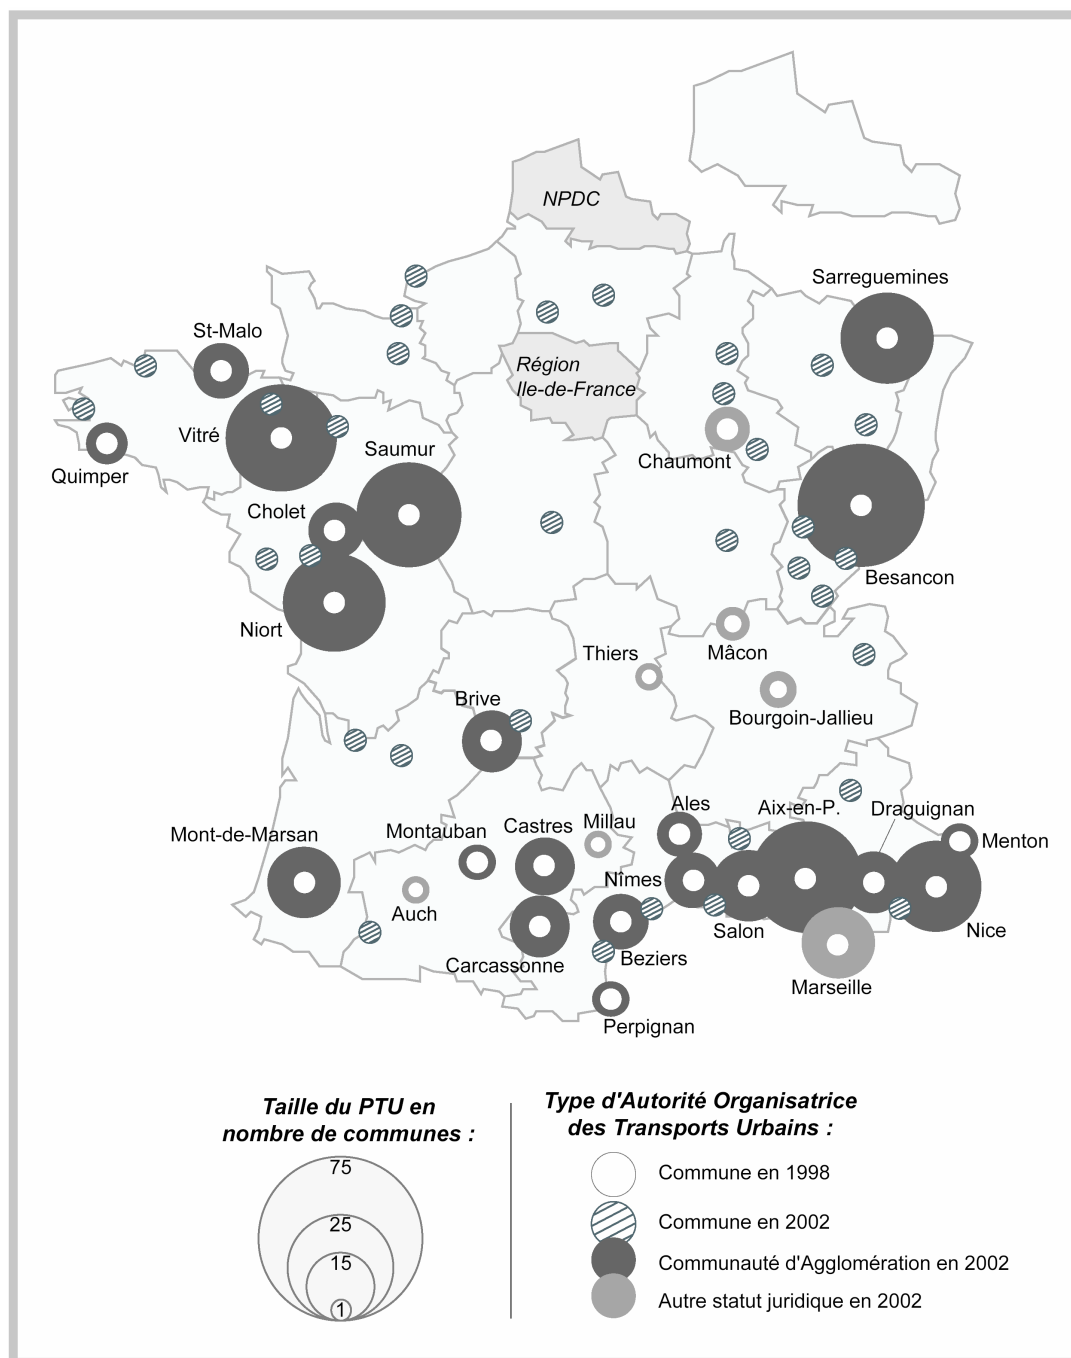 NPDC
Sarreguemines
St-Malo
Région
Ile-de-France
Vitré
Saumur
Chaumont
Quimper
Cholet
Besancon
Niort
Thiers
Mâcon
Brive
Bourgoin-Jallieu
Ales
Aix-en-P.
Draguignan
Mont-de-Marsan
Montauban
Castres
Millau
Menton
Nîmes
Auch
Salon
Nice
Carcassonne
Beziers
Marseille
Perpignan
Taille du PTU en
nombre de communes :
75
25
15
1
Type d'Autorité Organisatrice
des Transports Urbains :
Commune en 1998
Commune en 2002
Communauté d'Agglomération en 2002
Autre statut juridique en 2002